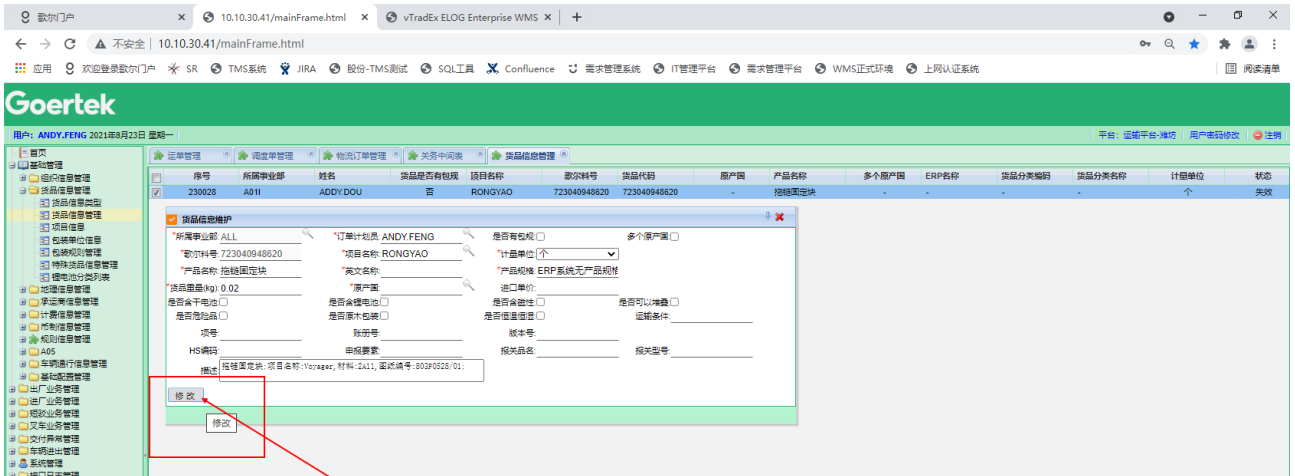 歌尔门户
10.10.30.41/mainFrame.html
vTradEx ELOG Enterprise WMS
不安全
10.10.30.41/mainFrame.html
应用
欢迎登录歌尔门户
SR
TMS系统
JIRA
股份-TMS测试
SQL工具
Confluence
需求管理系统
IT管理平台
需求管理平台
WMS正式环境
上网认证系统
阅读清单
Goertek
用户: ANDY.FENG 2021年8月23日 星期一
平台: 运输平台-潍坊
用户密码修改
注销
首页
基础管理
组织信息管理
货品信息管理
货品信息类型
货品信息管理
项目信息
包装单位信息
包装规则管理
特殊货品信息管理
锂电池分类列表
地理信息管理
承运商信息管理
计费信息管理
币制信息管理
规则信息管理
A05
车辆通行信息管理
基础配置管理
出厂业务管理
进厂业务管理
短驳业务管理
叉车业务管理
交付异常管理
车辆进出管理
系统管理
接口日志管理
运单管理
调度单管理
物流订单管理
关务中间表
货品信息管理
序号 所属事业部 姓名 货品是否有包规 项目名称 歌尔料号 货品代码 原产国 产品名称 多个原产国 ERP名称 货品分类编码 货品分类名称 计量单位 状态
230028 A01I ADDY.DOU 否 RONGYAO 723040948620 723040948620 - 拖链固定块 - - - - 个 失效
货品信息维护
*所属事业部: ALL *订单计划员: ANDY.FENG 是否有包规: 多个原产国:
*歌尔料号: 723040948620 *项目名称: RONGYAO *计量单位: 个
*产品名称: 拖链固定块 *英文名称: *产品规格: ERP系统无产品规格
*货品重量(kg): 0.02 *原产国: 进口单价:
是否含干电池: 是否含锂电池: 是否含磁性: 是否可以堆叠:
是否危险品: 是否原木包装: 是否恒温恒湿: 运输条件:
项号: 账册号: 版本号:
HS编码: 申报要素: 报关品名: 报关型号:
描述: 拖链固定块;项目名称:Voyager,材料:2A11,图纸编号:803P0528/01;
修改
修改